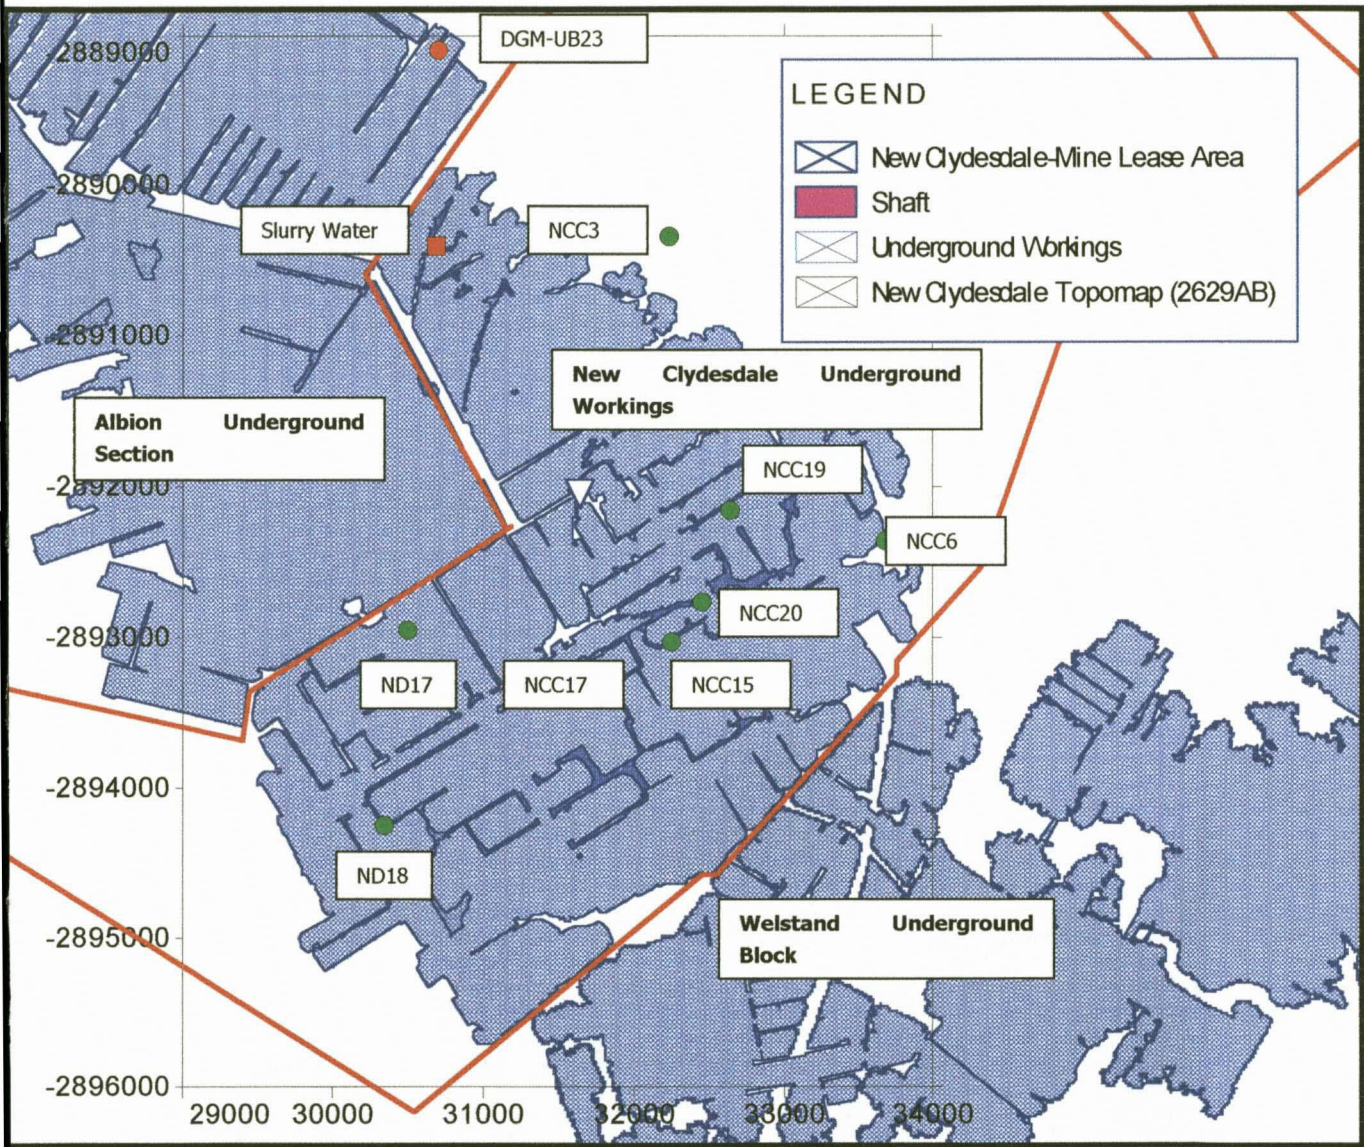 DGM-UB23
-2889000
LEGEND
New Clydesdale-Mine Lease Area
Shaft
Underground Workings
New Clydesdale Topomap (2629AB)
-2890000
Slurry Water
NCC3
-2891000
New Clydesdale Underground
Workings
Albion Underground
Section
-2892000
NCC19
NCC6
NCC20
-2893000
ND17
NCC17
NCC15
-2894000
ND18
Welstand Underground
Block
-2895000
-2896000
29000 30000 31000 32000 33000 34000